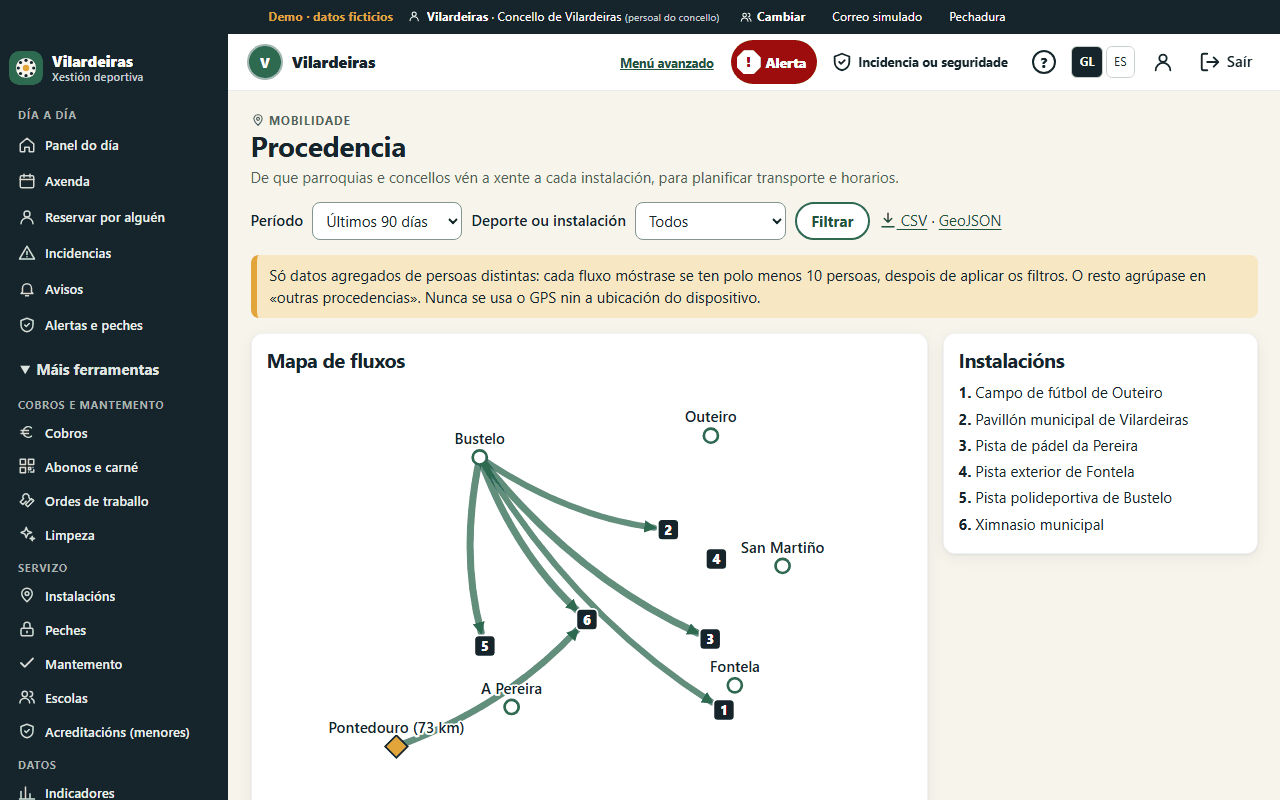 Demo · datos ficticios
Vilardeiras · Concello de Vilardeiras (persoal do concello)
Cambiar
Correo simulado
Pechadura
Vilardeiras
Xestión deportiva
DÍA A DÍA
Panel do día
Axenda
Reservar por alguén
Incidencias
Avisos
Alertas e peches
▼ Máis ferramentas
COBROS E MANTEMENTO
Cobros
Abonos e carné
Ordes de traballo
Limpeza
SERVIZO
Instalacións
Peches
Mantemento
Escolas
Acreditacións (menores)
DATOS
Indicadores
V
Vilardeiras
Menú avanzado
! Alerta
Incidencia ou seguridade
?
GL
ES
Saír
MOBILIDADE
Procedencia
De que parroquias e concellos vén a xente a cada instalación, para planificar transporte e horarios.
Período
Últimos 90 días
Deporte ou instalación
Todos
Filtrar
CSV · GeoJSON
Só datos agregados de persoas distintas: cada fluxo móstrase se ten polo menos 10 persoas, despois de aplicar os filtros. O resto agrúpase en
«outras procedencias». Nunca se usa o GPS nin a ubicación do dispositivo.
Mapa de fluxos
Outeiro
Bustelo
2
4
San Martiño
6
3
5
Fontela
A Pereira
1
Pontedouro (73 km)
Instalacións
1. Campo de fútbol de Outeiro
2. Pavillón municipal de Vilardeiras
3. Pista de pádel da Pereira
4. Pista exterior de Fontela
5. Pista polideportiva de Bustelo
6. Ximnasio municipal